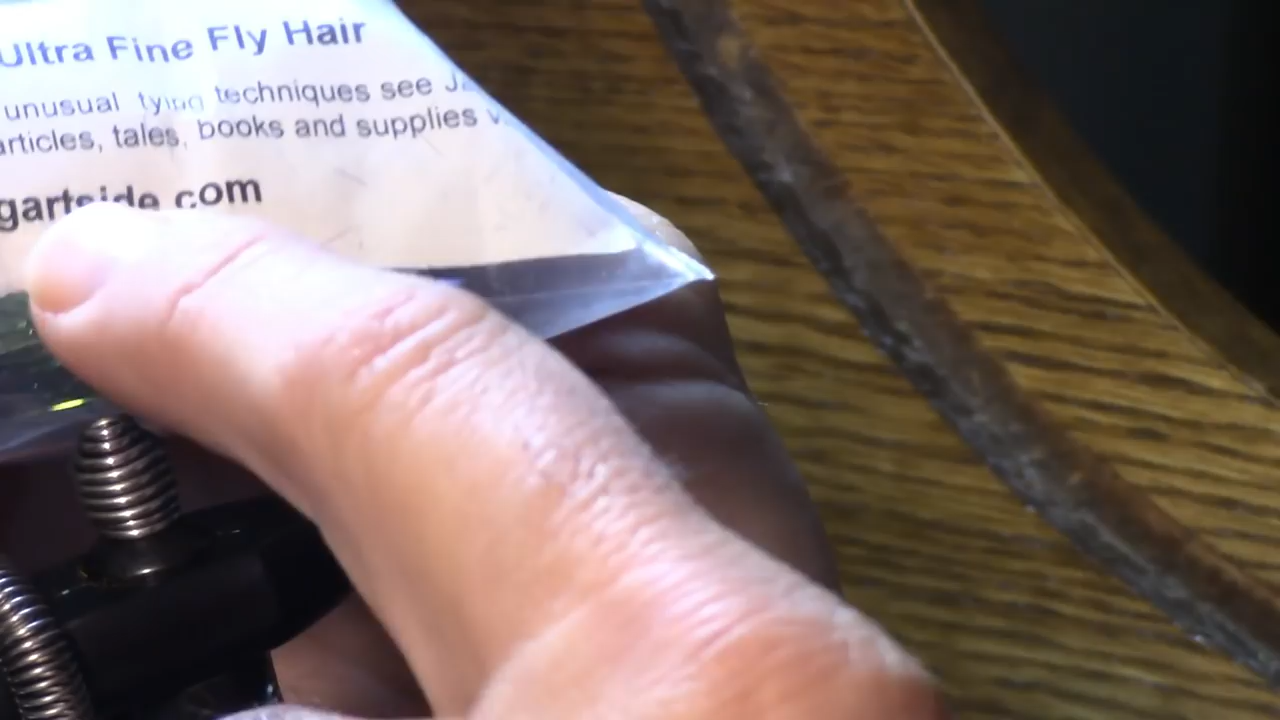 Ultra Fine Fly Hair
unusual tying techniques see
articles, tales, books and supplies
gartside.com